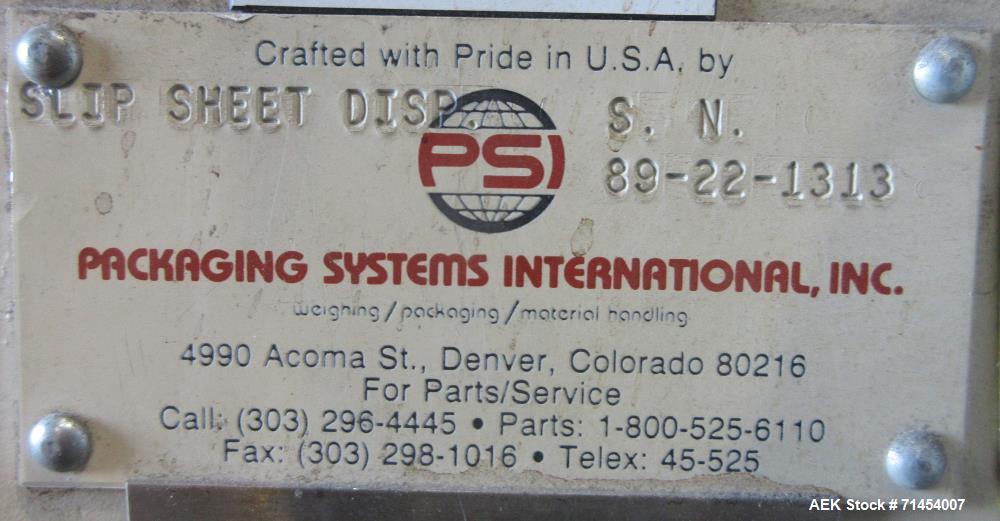 Crafted with Pride in U.S.A. by
SLIP SHEET DISP. S. N.
PSI
89-22-1313
PACKAGING SYSTEMS INTERNATIONAL, INC.
weighing/packaging/material handling
4990 Acoma St., Denver, Colorado 80216
For Parts/Service
Call: (303) 296-4445 • Parts: 1-800-525-6110
Fax: (303) 298-1016 • Telex: 45-525
AEK Stock # 71454007